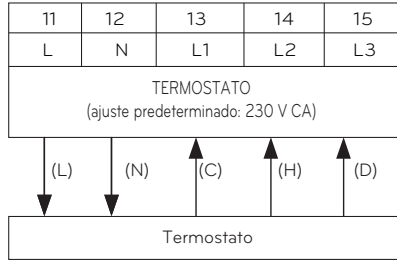 11 12 13 14 15
L N L1 L2 L3
TERMOSTATO
(ajuste predeterminado: 230 V CA)
(L) (N) (C) (H) (D)
Termostato